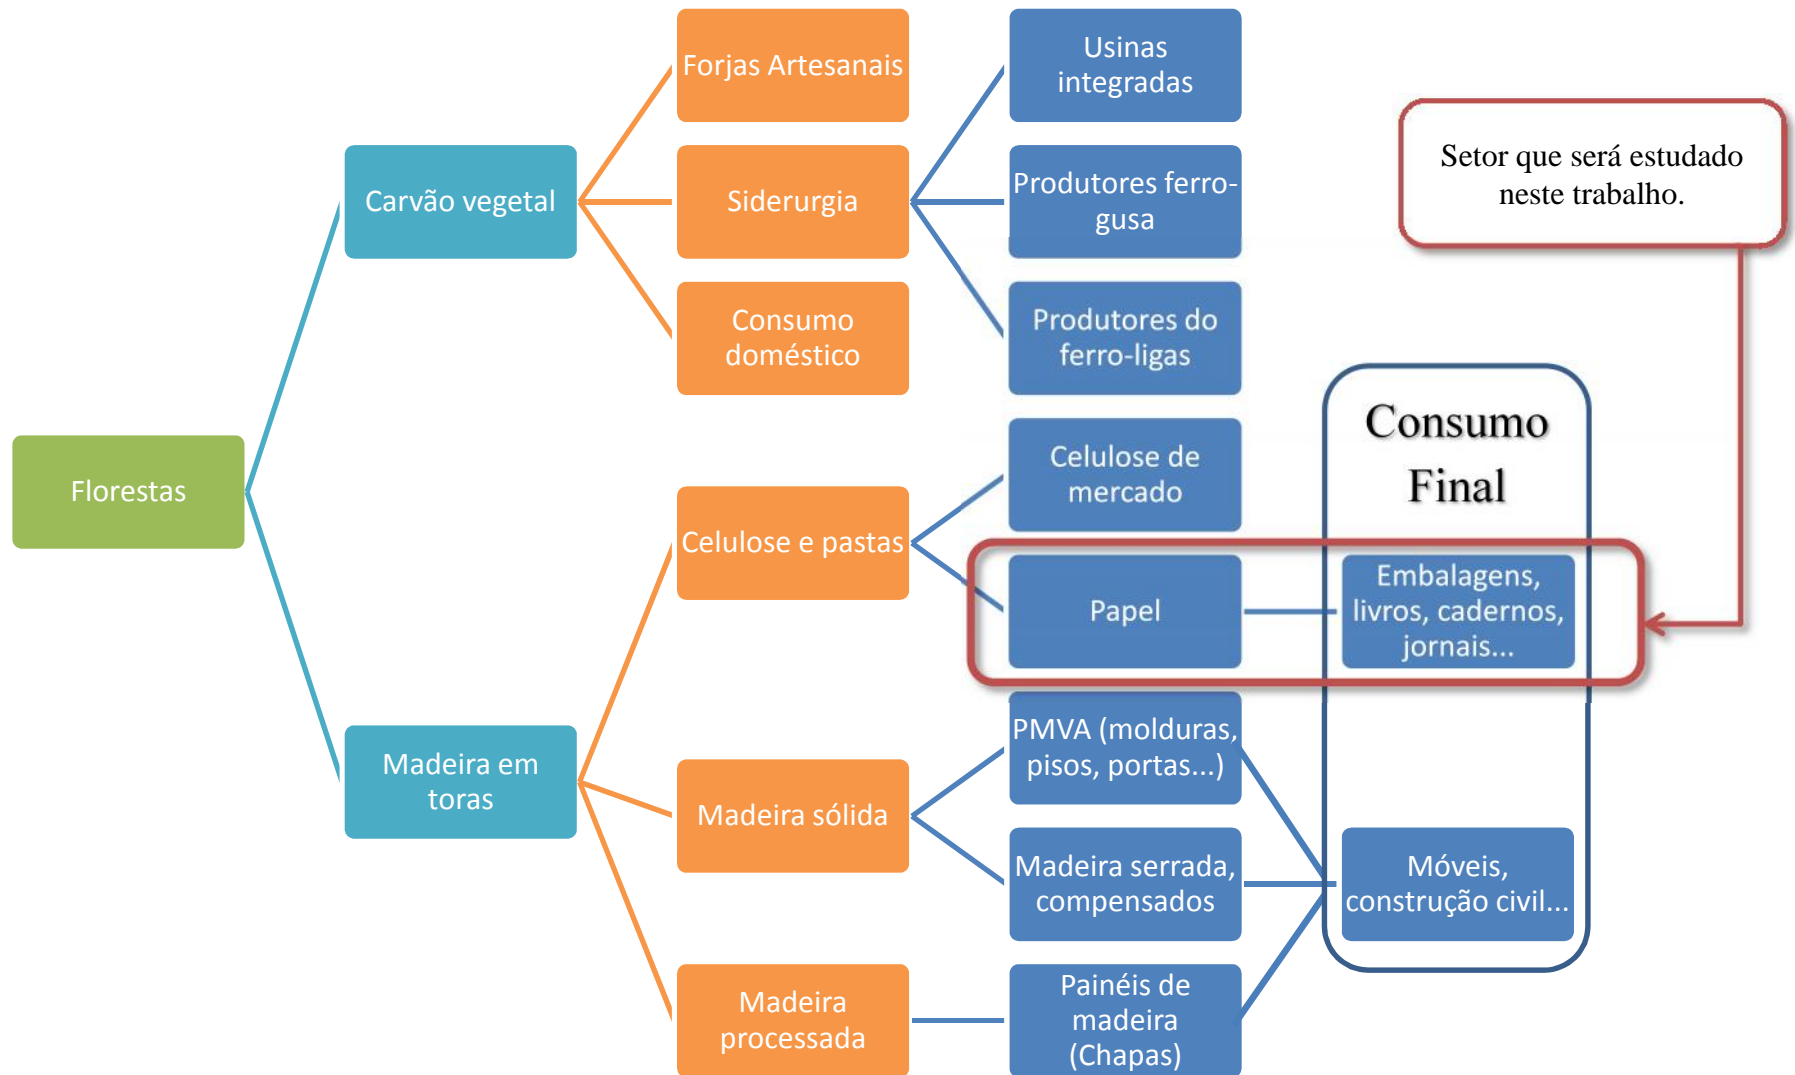 Florestas
Carvão vegetal
Madeira em
toras
Forjas Artesanais
Siderurgia
Consumo
doméstico
Celulose e pastas
Madeira sólida
Madeira
processada
Usinas
integradas
Produtores ferro-
gusa
Produtores do
ferro-ligas
Celulose de
mercado
Papel
PMVA (molduras,
pisos, portas...)
Madeira serrada,
compensados
Painéis de
madeira
(Chapas)
Consumo
Final
Embalagens,
livros, cadernos,
jornais...
Móveis,
construção civil...
Setor que será estudado
neste trabalho.